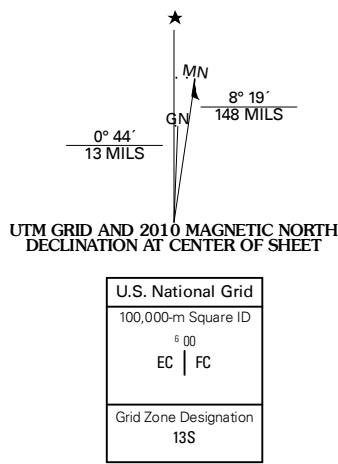 ★
MN
8° 19´
148 MILS
GN
0° 44´
13 MILS
UTM GRID AND 2010 MAGNETIC NORTH
DECLINATION AT CENTER OF SHEET
U.S. National Grid
100,000-m Square ID
6 00
EC | FC
Grid Zone Designation
13S